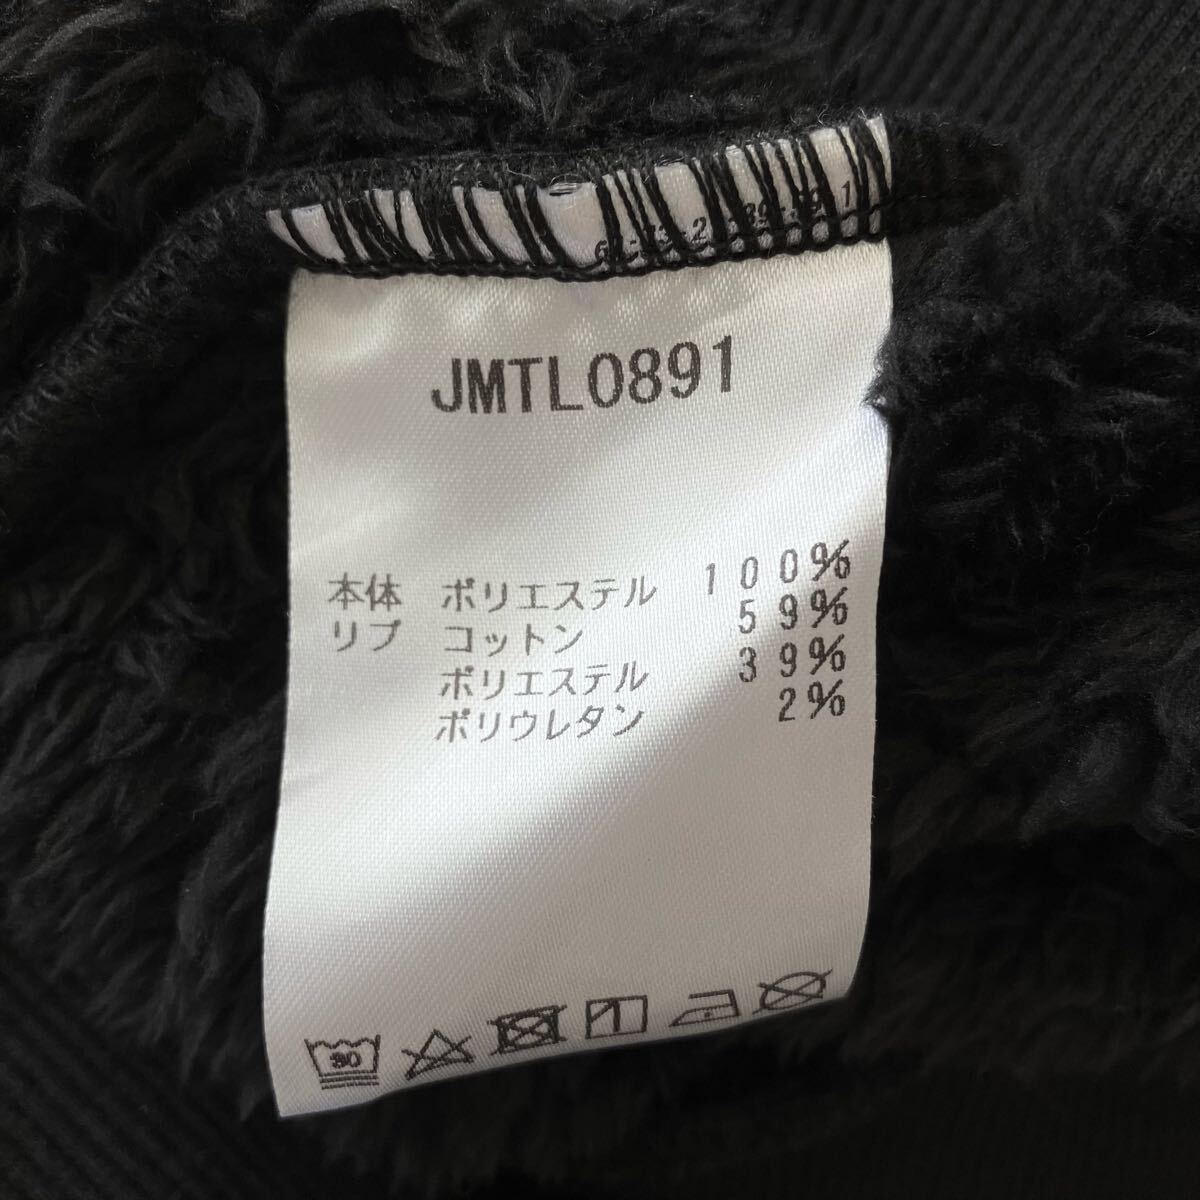 JMTL0891
本体 ポリエステル 100%
リブ コットン 59%
ポリエステル 39%
ポリウレタン 2%
30